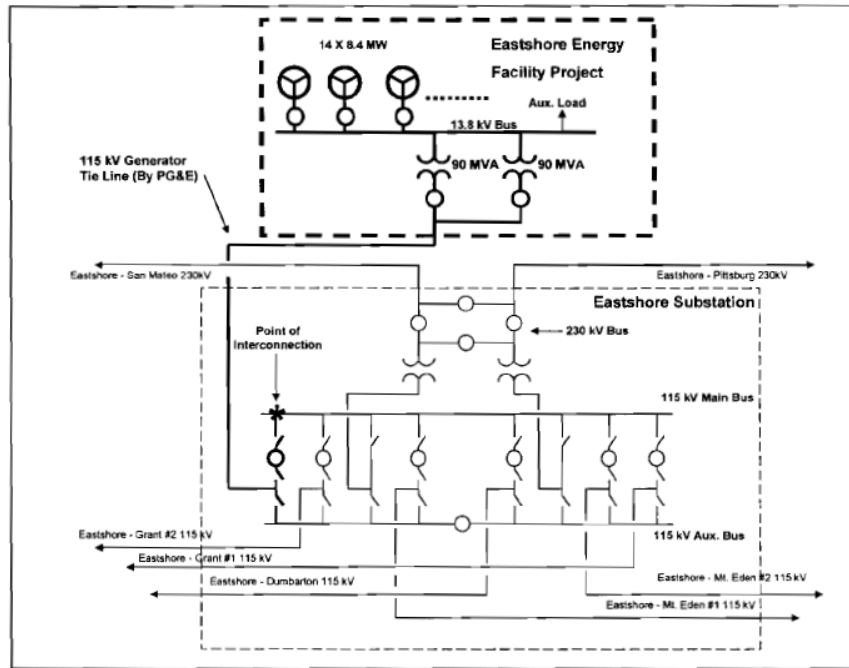 14 X 8.4 MW
Eastshore Energy
Facility Project
Aux. Load
13.8 kV Bus
90 MVA
90 MVA
115 kV Generator
Tie Line (By PG&E)
Eastshore - San Mateo 230kV
Eastshore - Pittsburg 230kV
Eastshore Substation
Point of
Interconnection
230 kV Bus
115 kV Main Bus
115 kV Aux. Bus
Eastshore - Grant #2 115 kV
Eastshore - Grant #1 115 kV
Eastshore - Dumbarton 115 kV
Eastshore - Mt. Eden #2 115 kV
Eastshore - Mt. Eden #1 115 kV